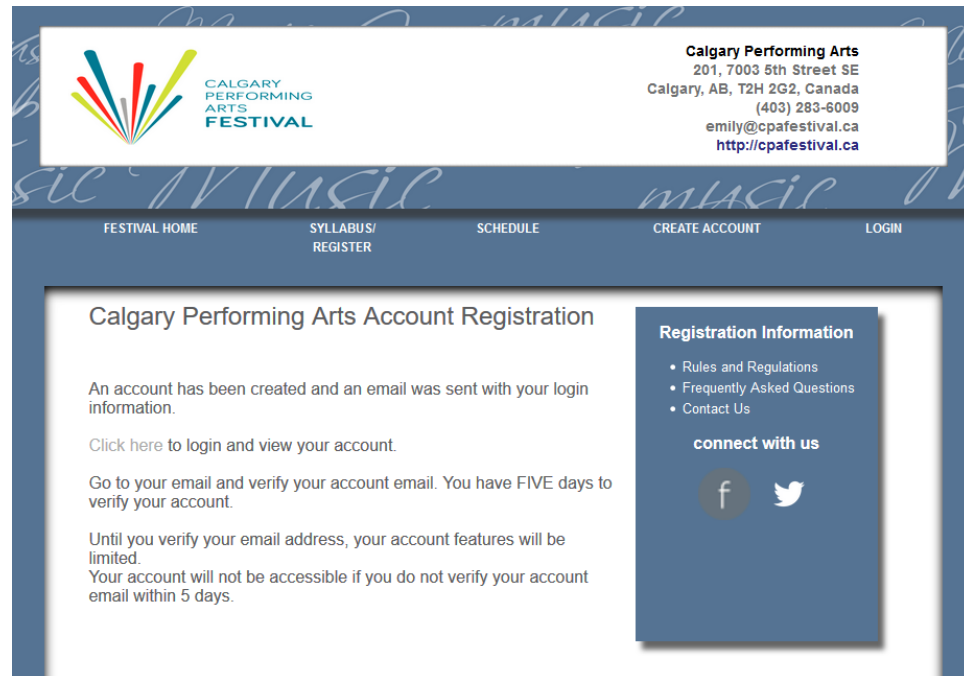 music
CALGARY
PERFORMING
ARTS
FESTIVAL
Calgary Performing Arts
201, 7003 5th Street SE
Calgary, AB, T2H 2G2, Canada
(403) 283-6009
emily@cpafestival.ca
http://cpafestival.ca
sic Music music
FESTIVAL HOME
SYLLABUS/
REGISTER
SCHEDULE
CREATE ACCOUNT
LOGIN
Calgary Performing Arts Account Registration
An account has been created and an email was sent with your login
information.
Click here to login and view your account.
Go to your email and verify your account email. You have FIVE days to
verify your account.
Until you verify your email address, your account features will be
limited.
Your account will not be accessible if you do not verify your account
email within 5 days.
Registration Information
• Rules and Regulations
• Frequently Asked Questions
• Contact Us
connect with us
f